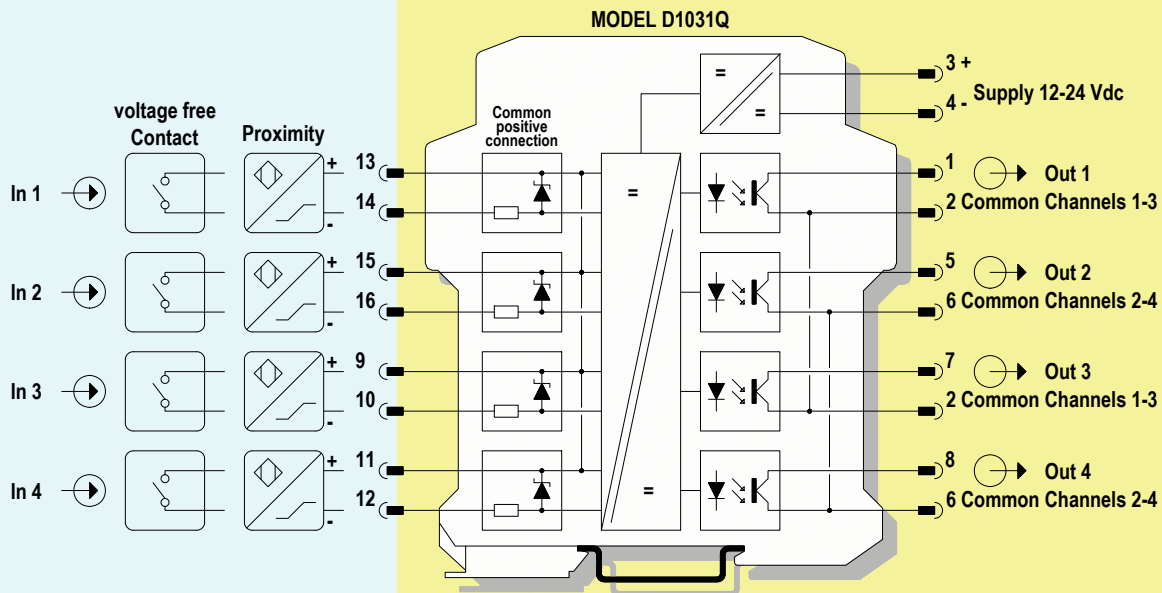 MODEL D1031Q
3 +
Supply 12-24 Vdc
4 -
voltage free
Contact
Proximity
Common
positive
connection
=
=
In 1
+
13
-
14
=
1
Out 1
2 Common Channels 1-3
In 2
+
15
-
16
5
Out 2
6 Common Channels 2-4
In 3
+
9
-
10
7
Out 3
2 Common Channels 1-3
In 4
+
11
-
12
=
8
Out 4
6 Common Channels 2-4